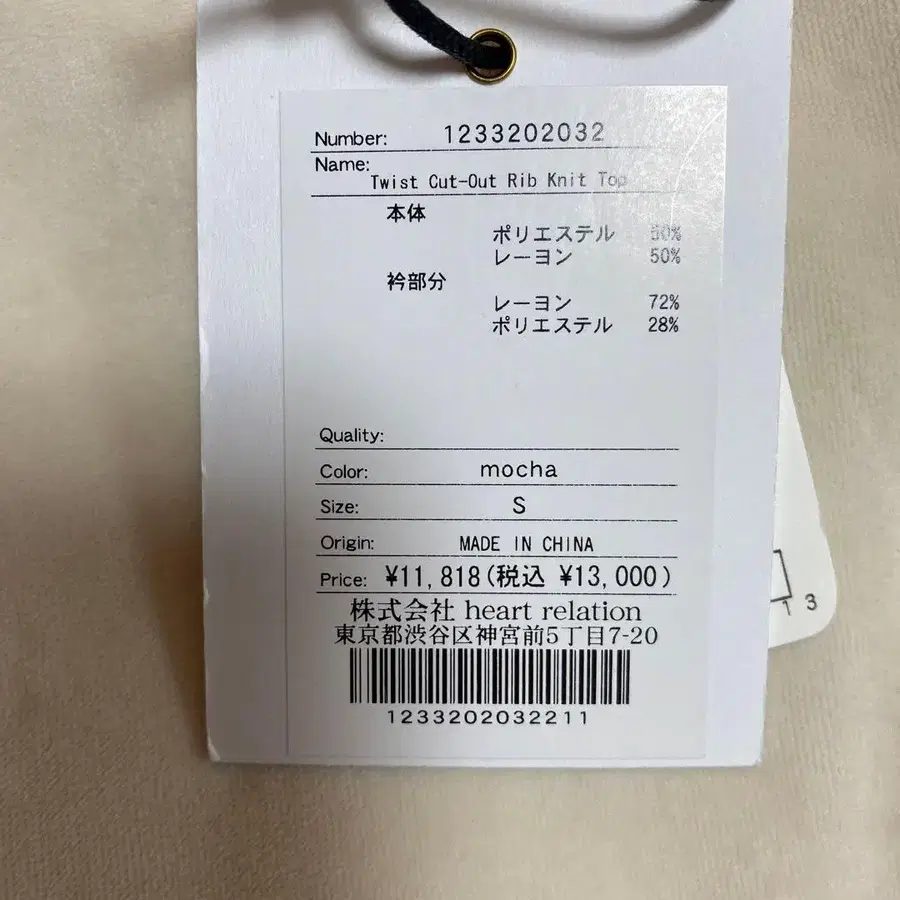 Number: 1233202032
Name: Twist Cut-Out Rib Knit Top
本体
ポリエステル 50%
レーヨン 50%
衿部分
レーヨン 72%
ポリエステル 28%
Quality:
Color: mocha
Size: S
Origin: MADE IN CHINA
Price: ¥11,818(税込 ¥13,000)
株式会社 heart relation
東京都渋谷区神宮前5丁目7-20
1233202032211
13